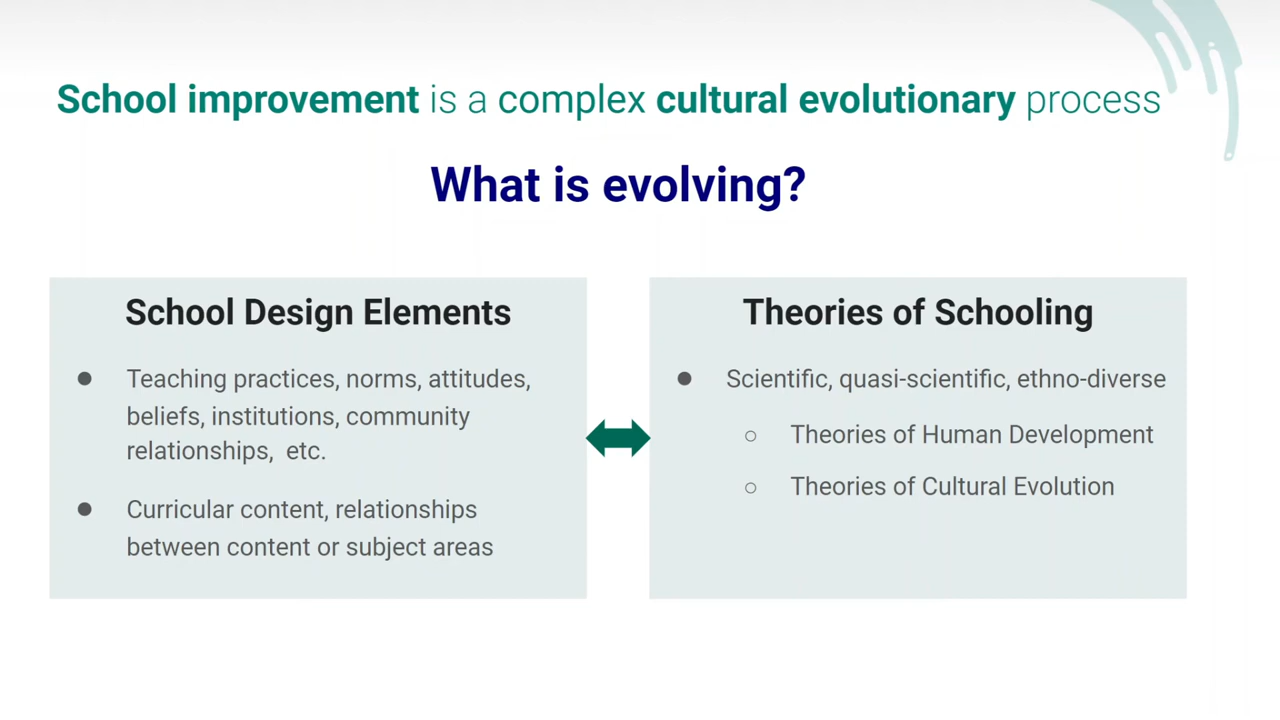 School improvement is a complex cultural evolutionary process
What is evolving?
School Design Elements
● Teaching practices, norms, attitudes,
beliefs, institutions, community
relationships, etc.
● Curricular content, relationships
between content or subject areas
Theories of Schooling
● Scientific, quasi-scientific, ethno-diverse
○ Theories of Human Development
○ Theories of Cultural Evolution